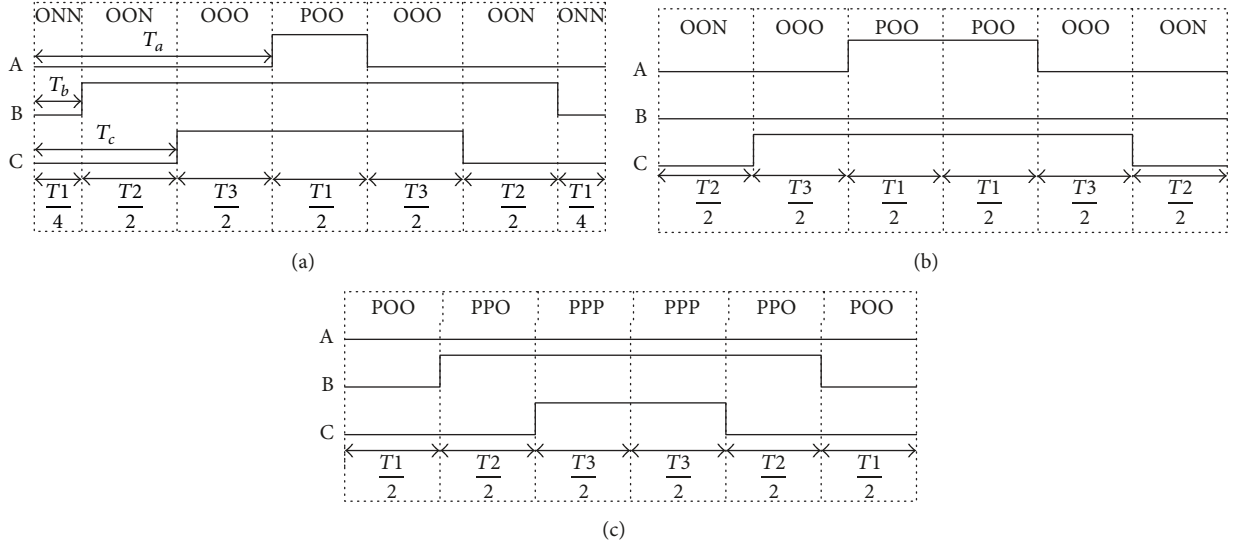 ONN OON OOO POO OOO OON ONN
T_a
A
T_b
B
T_c
C
T1/4 T2/2 T3/2 T1/2 T3/2 T2/2 T1/4
(a)
OON OOO POO POO OOO OON
A
B
C
T2/2 T3/2 T1/2 T1/2 T3/2 T2/2
(b)
POO PPO PPP PPP PPO POO
A
B
C
T1/2 T2/2 T3/2 T3/2 T2/2 T1/2
(c)